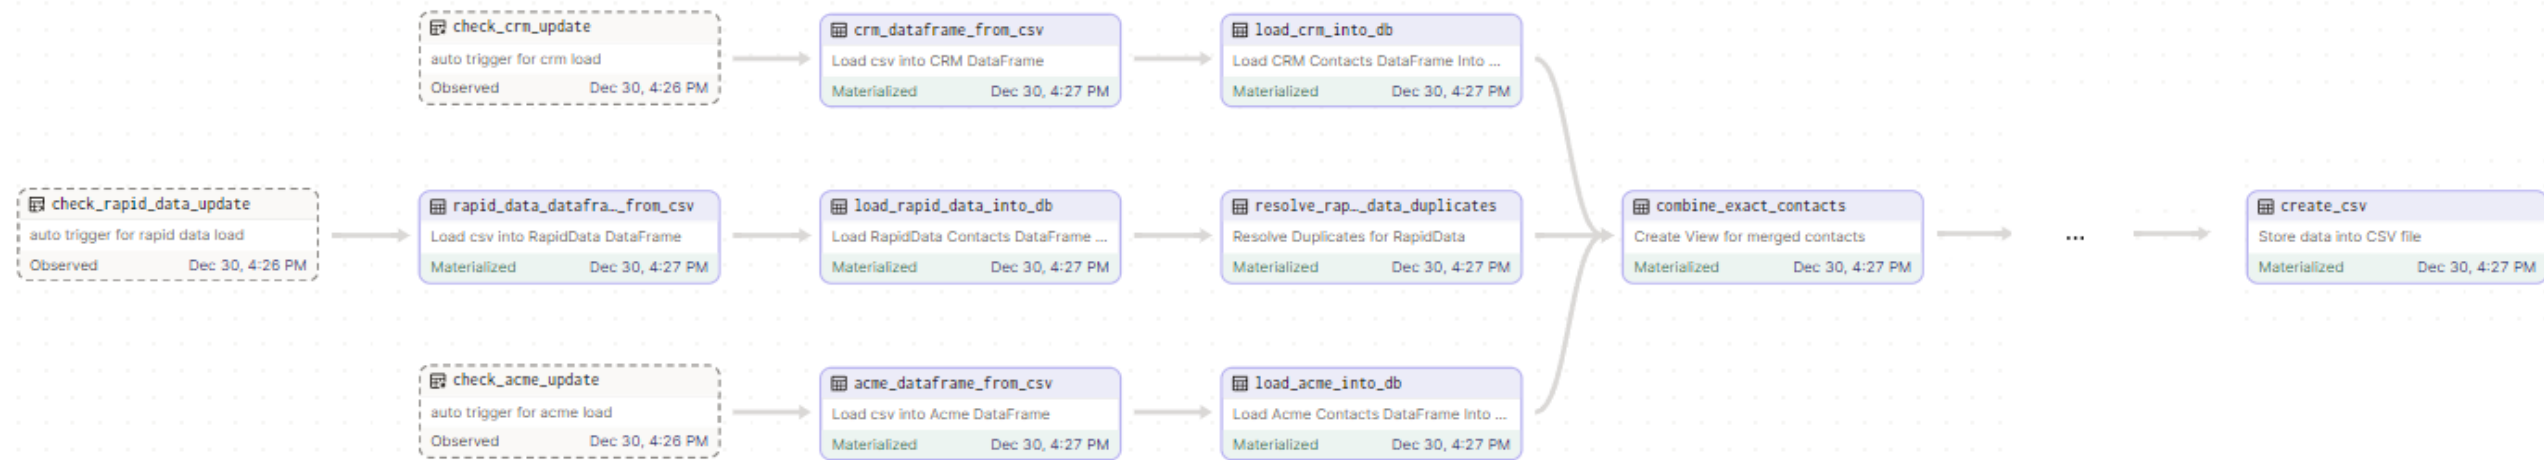 check_crm_update
auto trigger for crm load
Observed Dec 30, 4:26 PM
crm_dataframe_from_csv
Load csv into CRM DataFrame
Materialized Dec 30, 4:27 PM
load_crm_into_db
Load CRM Contacts DataFrame Into ...
Materialized Dec 30, 4:27 PM
check_rapid_data_update
auto trigger for rapid data load
Observed Dec 30, 4:26 PM
rapid_data_datafra…_from_csv
Load csv into RapidData DataFrame
Materialized Dec 30, 4:27 PM
load_rapid_data_into_db
Load RapidData Contacts DataFrame ...
Materialized Dec 30, 4:27 PM
resolve_rap…_data_duplicates
Resolve Duplicates for RapidData
Materialized Dec 30, 4:27 PM
combine_exact_contacts
Create View for merged contacts
Materialized Dec 30, 4:27 PM
...
create_csv
Store data into CSV file
Materialized Dec 30, 4:27 PM
check_acme_update
auto trigger for acme load
Observed Dec 30, 4:26 PM
acme_dataframe_from_csv
Load csv into Acme DataFrame
Materialized Dec 30, 4:27 PM
load_acme_into_db
Load Acme Contacts DataFrame Into ...
Materialized Dec 30, 4:27 PM